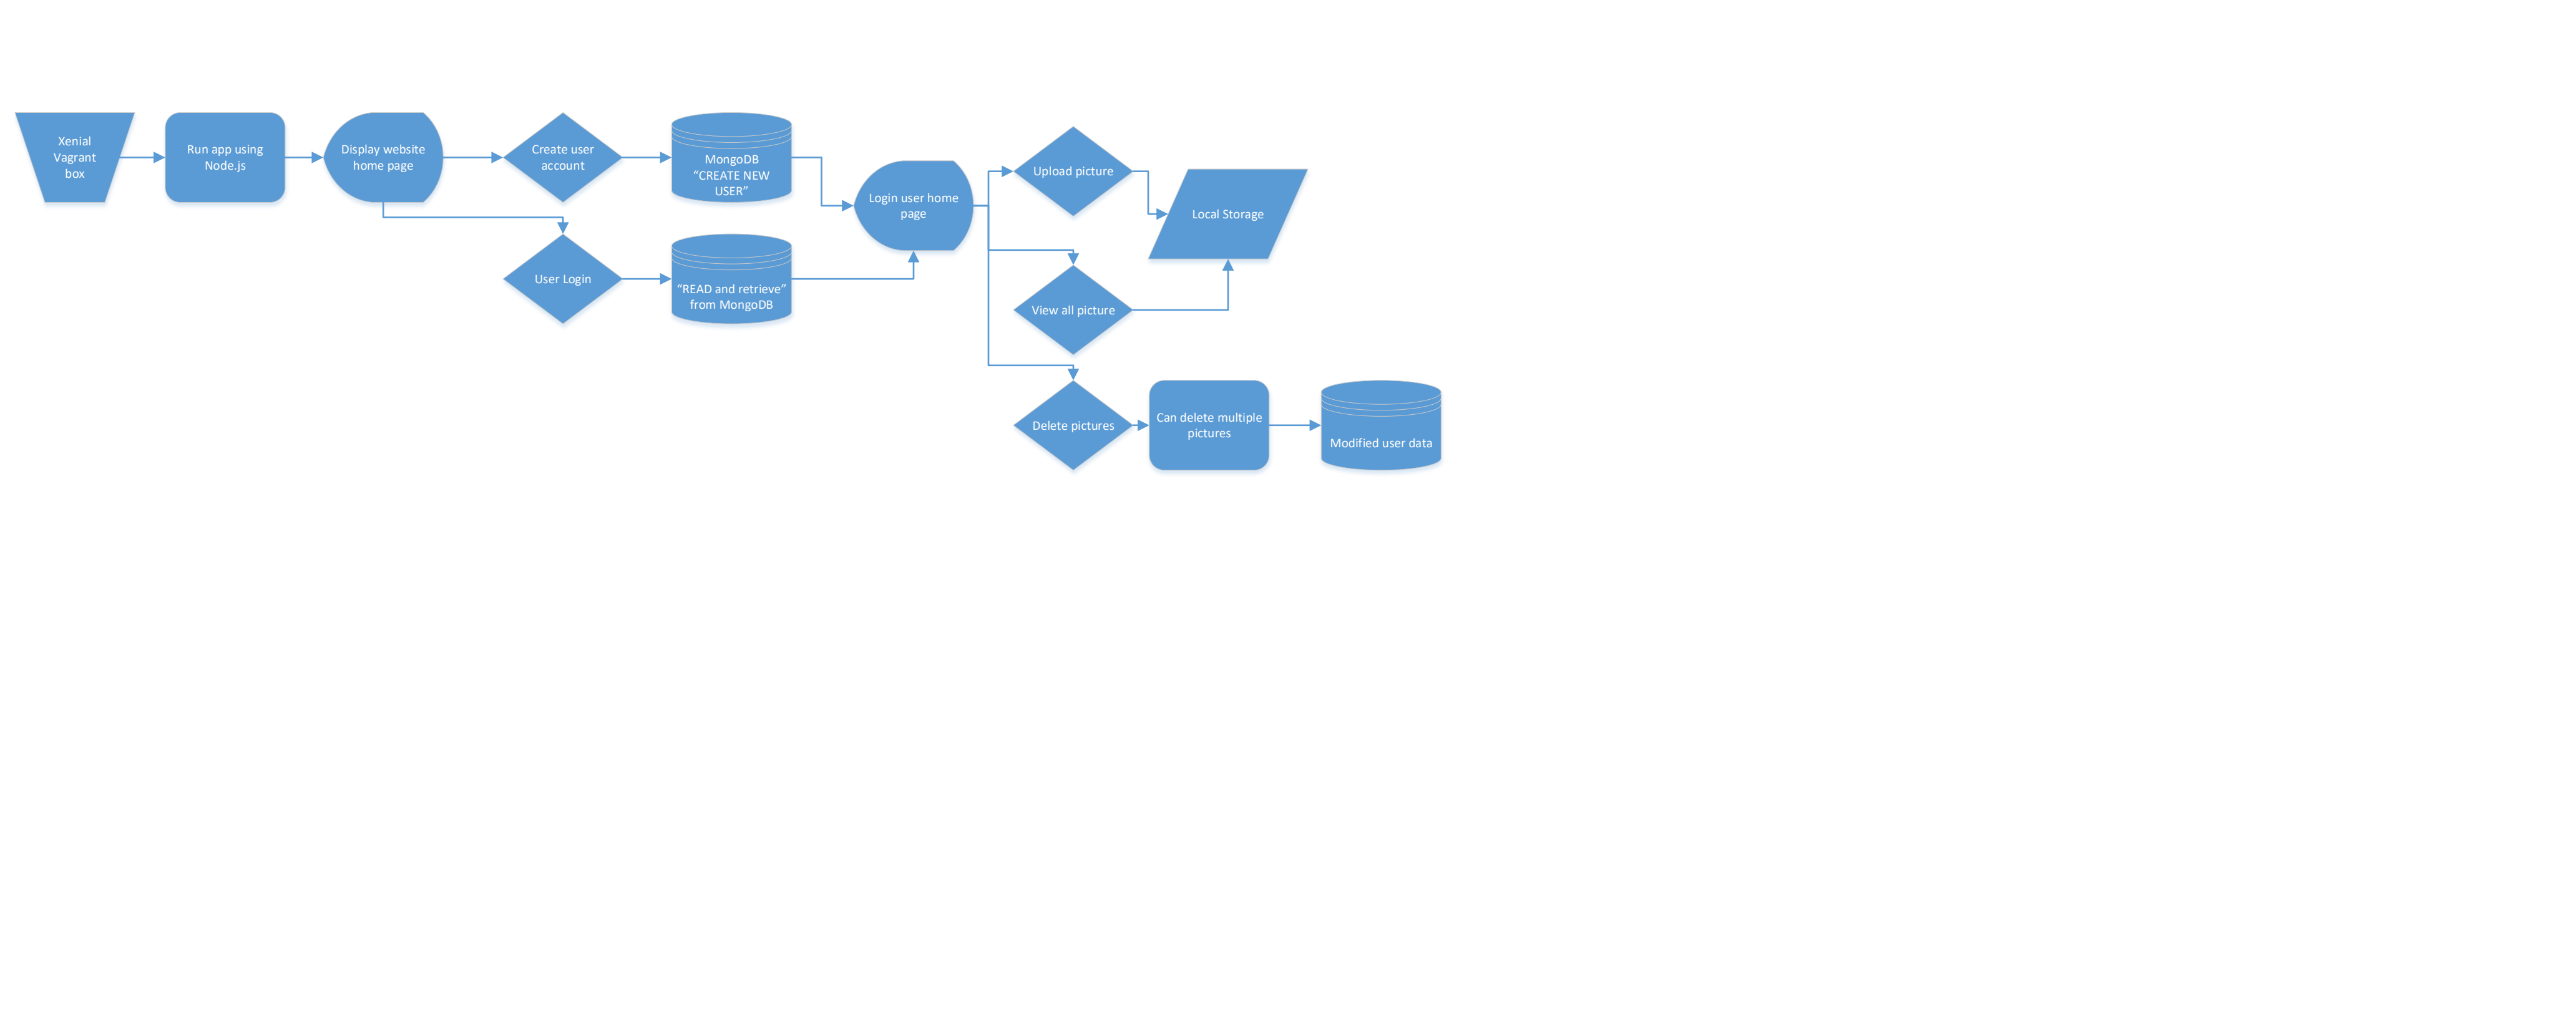 Xenial
Vagrant
box
Run app using
Node.js
Display website
home page
Create user
account
MongoDB
“CREATE NEW
USER”
User Login
“READ and retrieve”
from MongoDB
Login user home
page
Upload picture
Local Storage
View all picture
Delete pictures
Can delete multiple
pictures
Modified user data